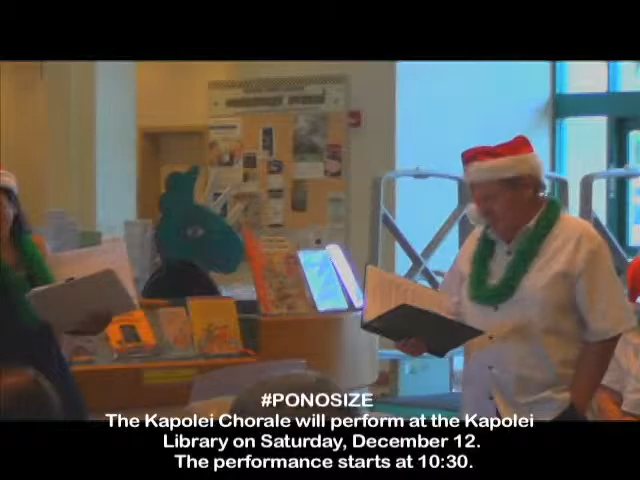 #PONOSIZE
The Kapolei Chorale will perform at the Kapolei
Library on Saturday, December 12.
The performance starts at 10:30.